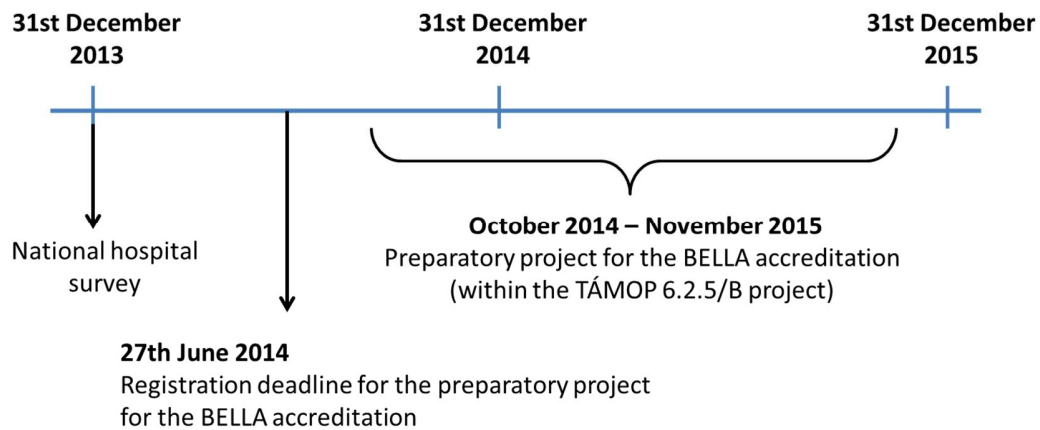 31st December
2013
31st December
2014
31st December
2015
National hospital
survey
October 2014 – November 2015
Preparatory project for the BELLA accreditation
(within the TÁMOP 6.2.5/B project)
27th June 2014
Registration deadline for the preparatory project
for the BELLA accreditation